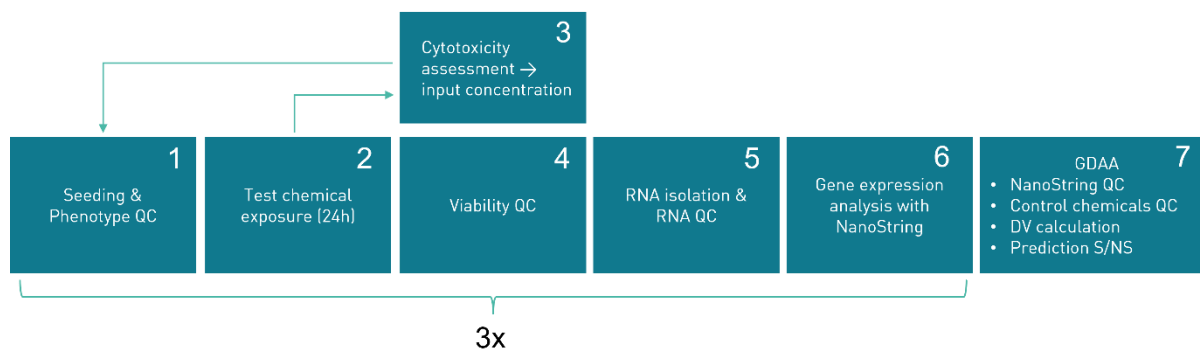 3
Cytotoxicity
assessment →
input concentration
1
Seeding &
Phenotype QC
2
Test chemical
exposure (24h)
4
Viability QC
5
RNA isolation &
RNA QC
6
Gene expression
analysis with
NanoString
7
GDAA
• NanoString QC
• Control chemicals QC
• DV calculation
• Prediction S/NS
3x